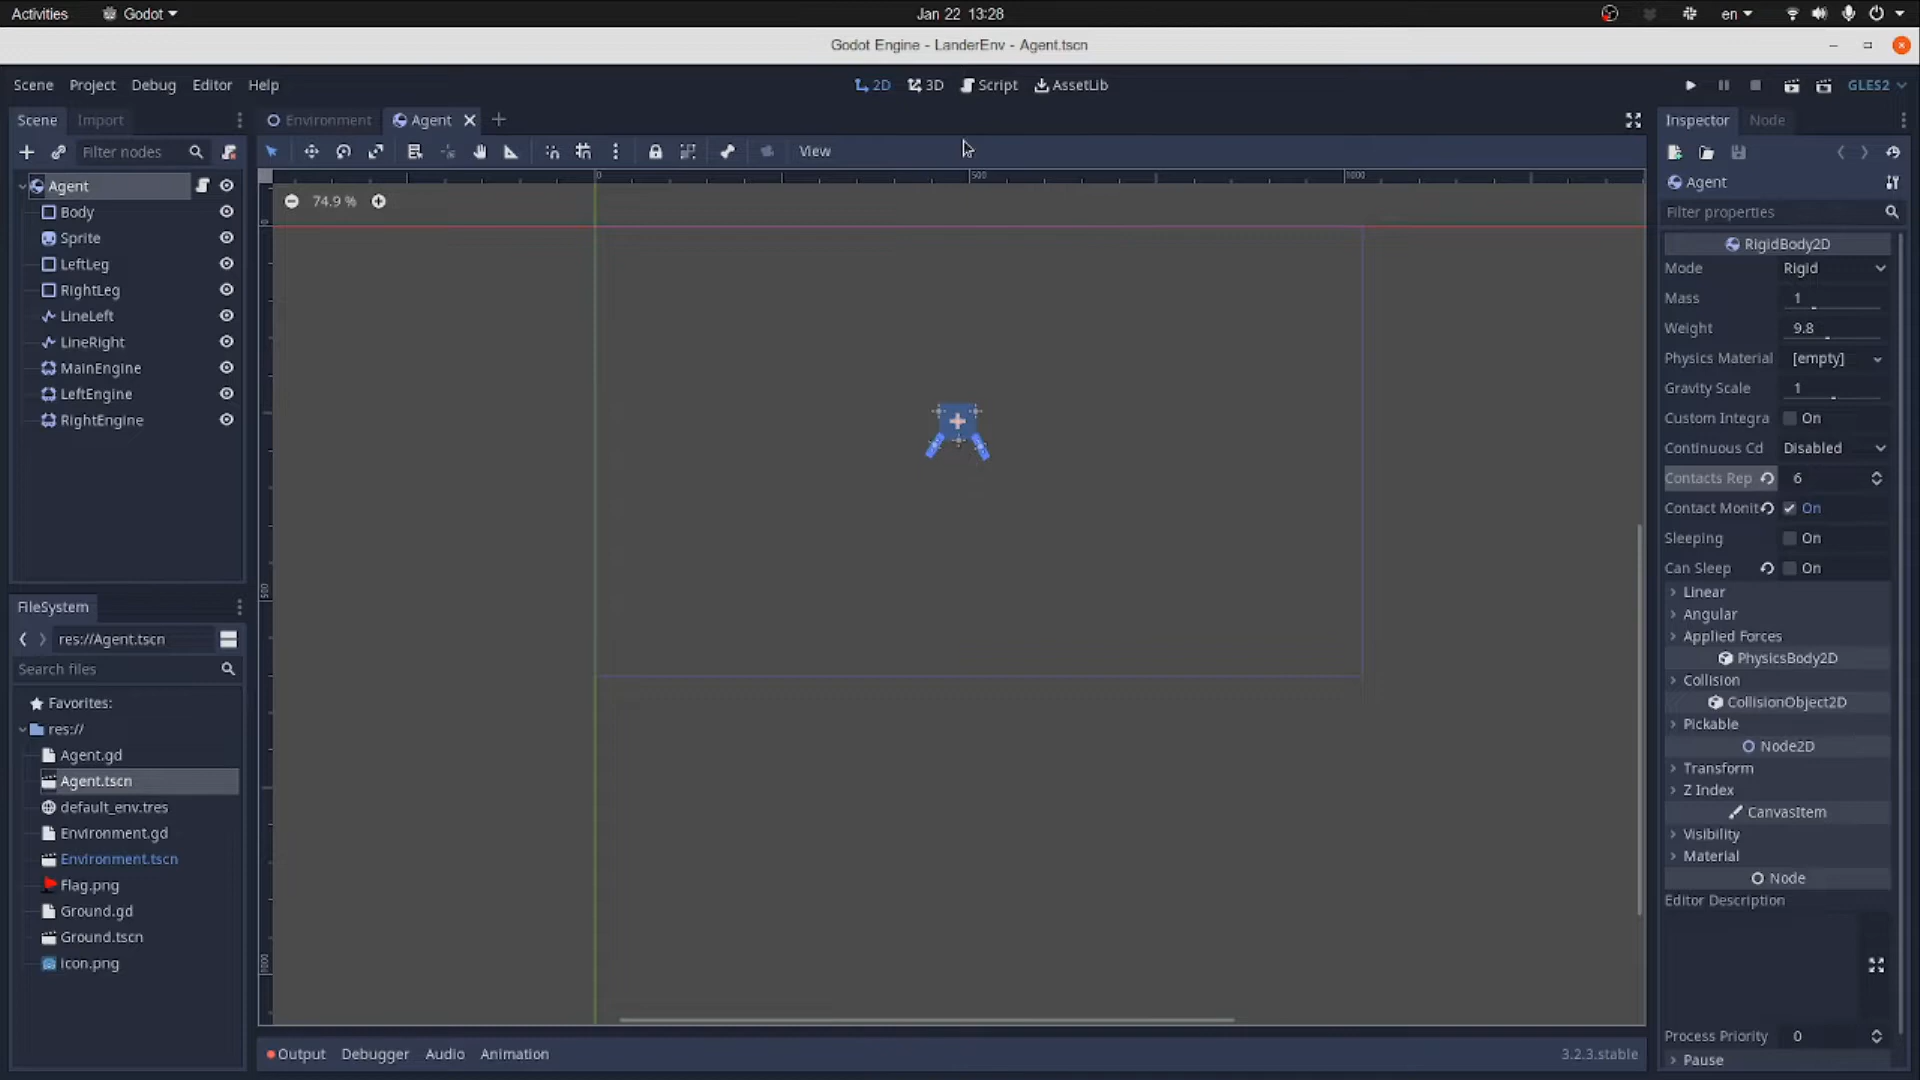 Activities Godot Jan 22 13:28 en
Godot Engine - LanderEnv - Agent.tscn
Scene Project Debug Editor Help 2D 3D Script AssetLib GLES2
Scene Import Environment Agent Inspector Node
Filter nodes View
Agent
Body
Sprite
LeftLeg
RightLeg
LineLeft
LineRight
MainEngine
LeftEngine
RightEngine
FileSystem
res://Agent.tscn
Search files
Favorites:
res://
Agent.gd
Agent.tscn
default_env.tres
Environment.gd
Environment.tscn
Flag.png
Ground.gd
Ground.tscn
icon.png
0 500 1000
74.9 %
0
500
1000
Output Debugger Audio Animation 3.2.3.stable
Agent
Filter properties
RigidBody2D
Mode Rigid
Mass 1
Weight 9.8
Physics Material [empty]
Gravity Scale 1
Custom Integra On
Continuous Cd Disabled
Contacts Rep 6
Contact Monit On
Sleeping On
Can Sleep On
Linear
Angular
Applied Forces
PhysicsBody2D
Collision
CollisionObject2D
Pickable
Node2D
Transform
Z Index
CanvasItem
Visibility
Material
Node
Editor Description
Process Priority 0
Pause